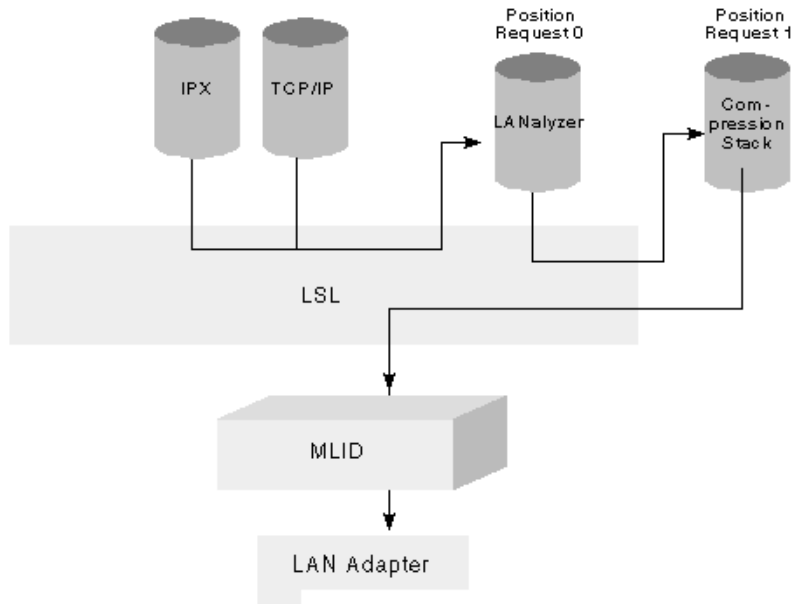 Position
Request 0
Position
Request 1
IPX
TCP/IP
LANalyzer
Com-
pression
Stack
LSL
MLID
LAN Adapter